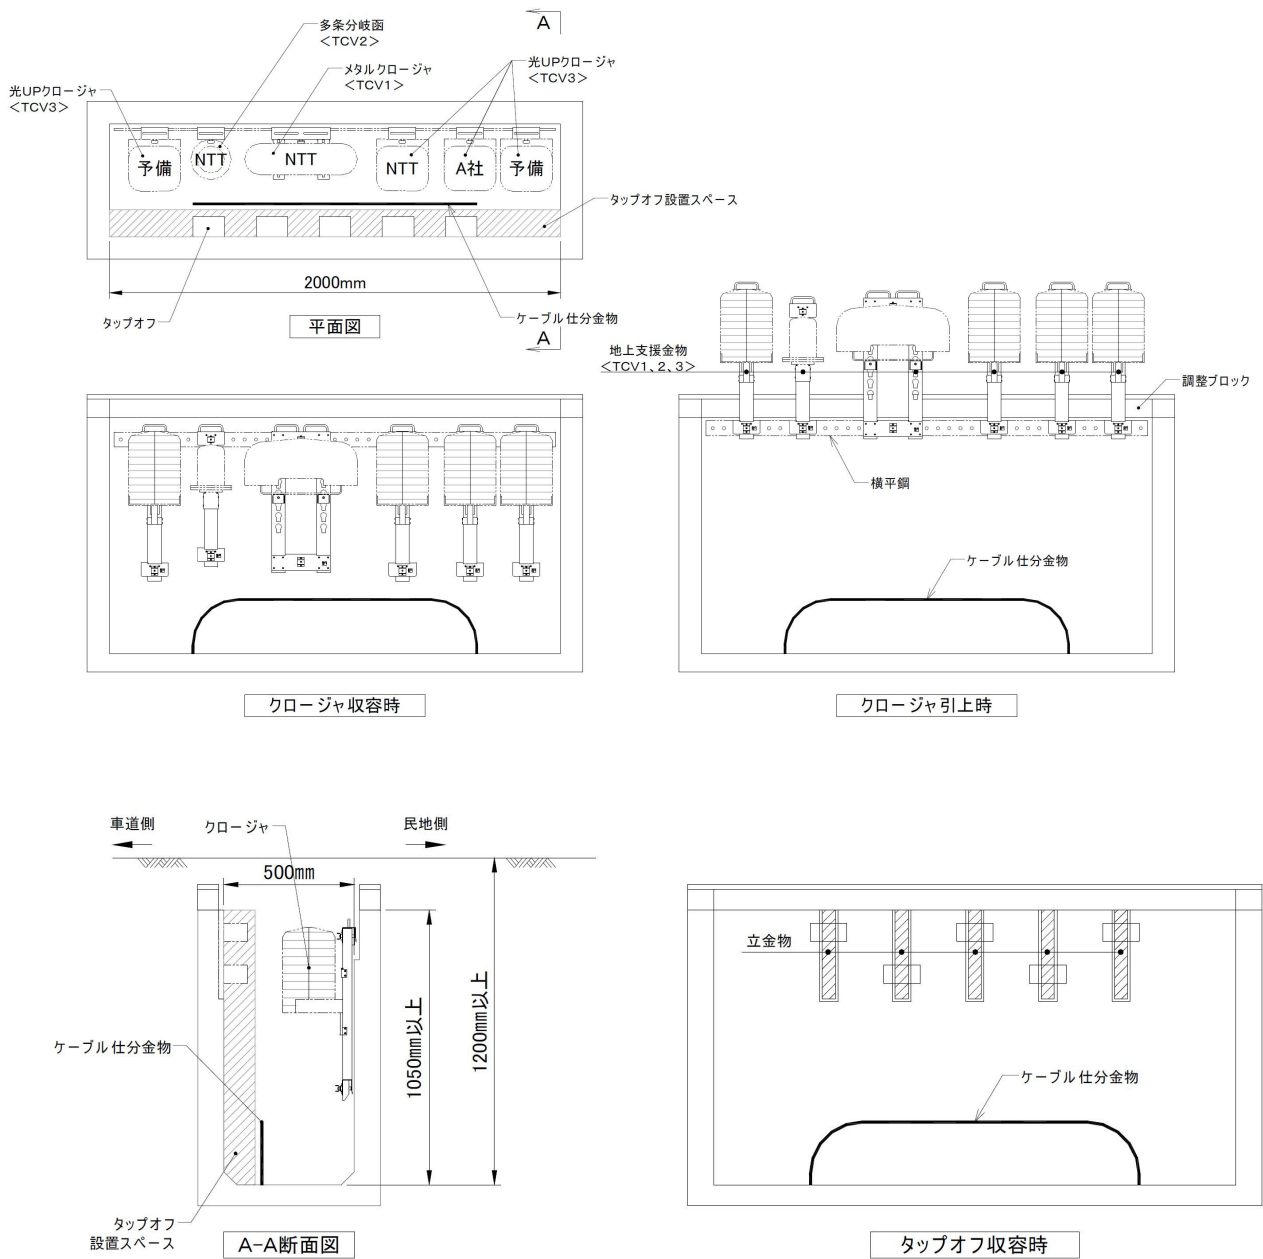 多条分岐函
<TCV2>
A
メタルクロージャ
<TCV1>
光UPクロージャ
<TCV3>
光UPクロージャ
<TCV3>
予備
NTT
NTT
NTT
A社
予備
タップオフ設置スペース
2000mm
タップオフ
平面図
ケーブル仕分金物
A
地上支援金物
<TCV1、2、3>
調整ブロック
横平鋼
ケーブル仕分金物
クロージャ収容時
クロージャ引上時
車道側
クロージャ
民地側
500mm
立金物
1050mm以上
1200mm以上
ケーブル仕分金物
ケーブル仕分金物
タップオフ
設置スペース
A-A断面図
タップオフ収容時